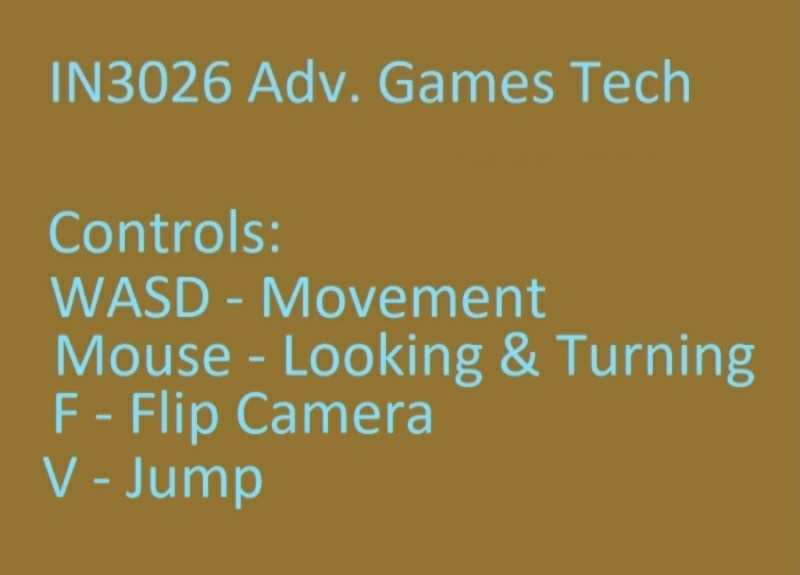 IN3026 Adv. Games Tech
Controls:
WASD - Movement
Mouse - Looking & Turning
F - Flip Camera
V - Jump